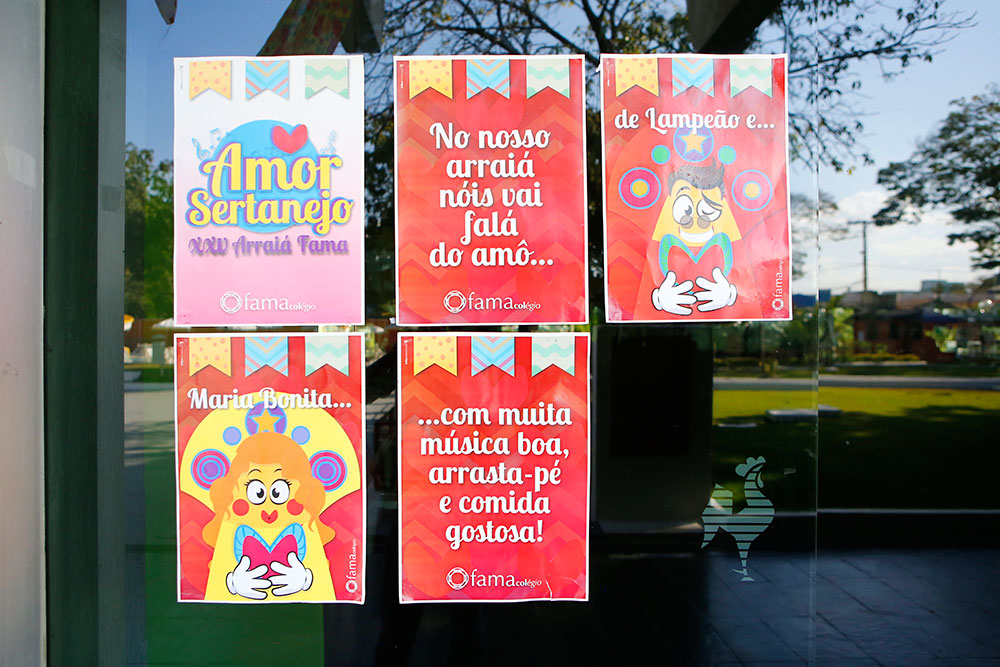 Amor
Sertanejo
XXV Arraiá Fama
fama colégio
No nosso
arraiá
nóis vai
falá
do amô...
fama colégio
de Lampeão e...
fama colégio
Maria Bonita...
fama colégio
...com muita
música boa,
arrasta-pé
e comida
gostosa!
fama colégio